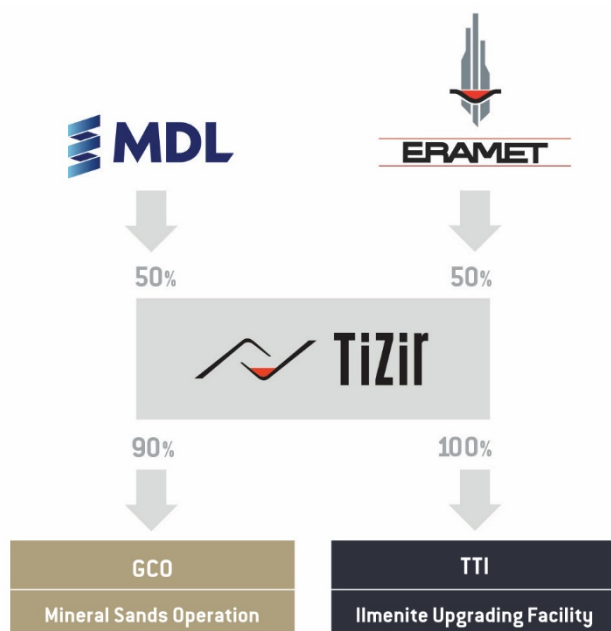 MDL
ERAMET
50%
50%
TiZir
90%
100%
GCO
Mineral Sands Operation
TTI
Ilmenite Upgrading Facility